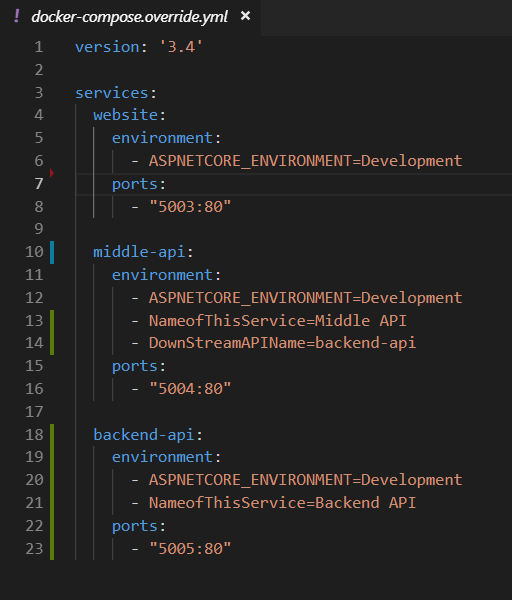 ! docker-compose.override.yml ×
1 version: '3.4'
2
3 services:
4   website:
5     environment:
6       - ASPNETCORE_ENVIRONMENT=Development
7     ports:
8       - "5003:80"
9
10   middle-api:
11     environment:
12       - ASPNETCORE_ENVIRONMENT=Development
13       - NameofThisService=Middle API
14       - DownStreamAPIName=backend-api
15     ports:
16       - "5004:80"
17
18   backend-api:
19     environment:
20       - ASPNETCORE_ENVIRONMENT=Development
21       - NameofThisService=Backend API
22     ports:
23       - "5005:80"